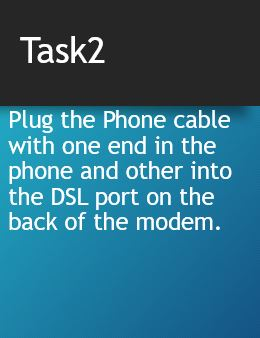 Task2
Plug the Phone cable
with one end in the
phone and other into
the DSL port on the
back of the modem.